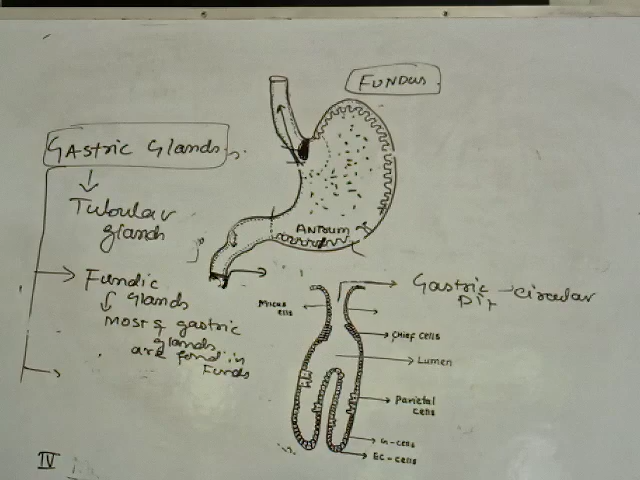 FUNDUS
Gastric Glands
Tubular
glands
ANTRUM
Fundic
glands
Most of gastric
glands
are found in
Funds
Gastric - circular
Pit
Mucus
cells
chief cells
Lumen
Parietal
cells
G-cells
EC-cells
IV